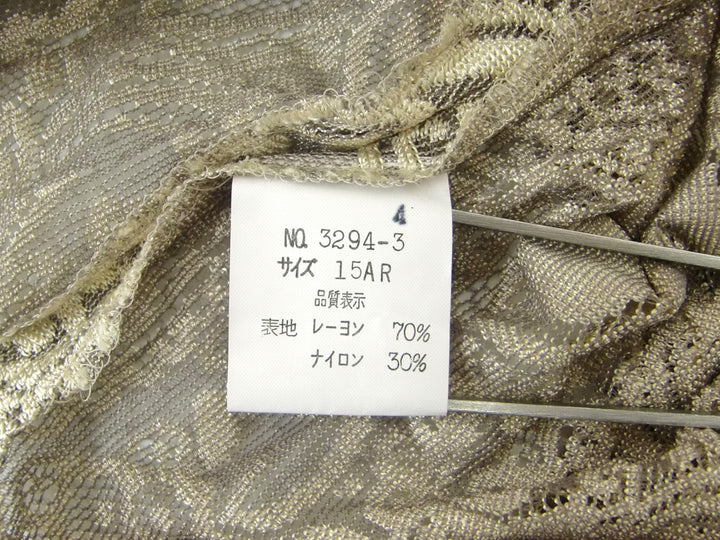 NO. 3294-3
サイズ 15AR
品質表示
表地 レーヨン 70%
ナイロン 30%